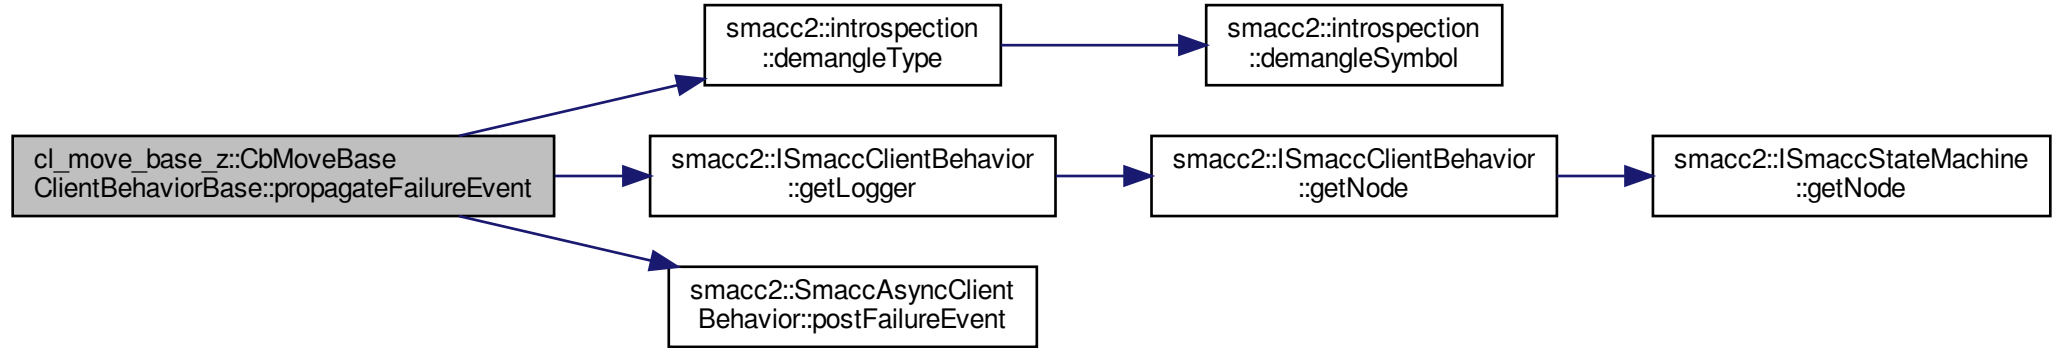 smacc2::introspection
::demangleType
smacc2::introspection
::demangleSymbol
cl_move_base_z::CbMoveBase
ClientBehaviorBase::propagateFailureEvent
smacc2::ISmaccClientBehavior
::getLogger
smacc2::ISmaccClientBehavior
::getNode
smacc2::ISmaccStateMachine
::getNode
smacc2::SmaccAsyncClient
Behavior::postFailureEvent